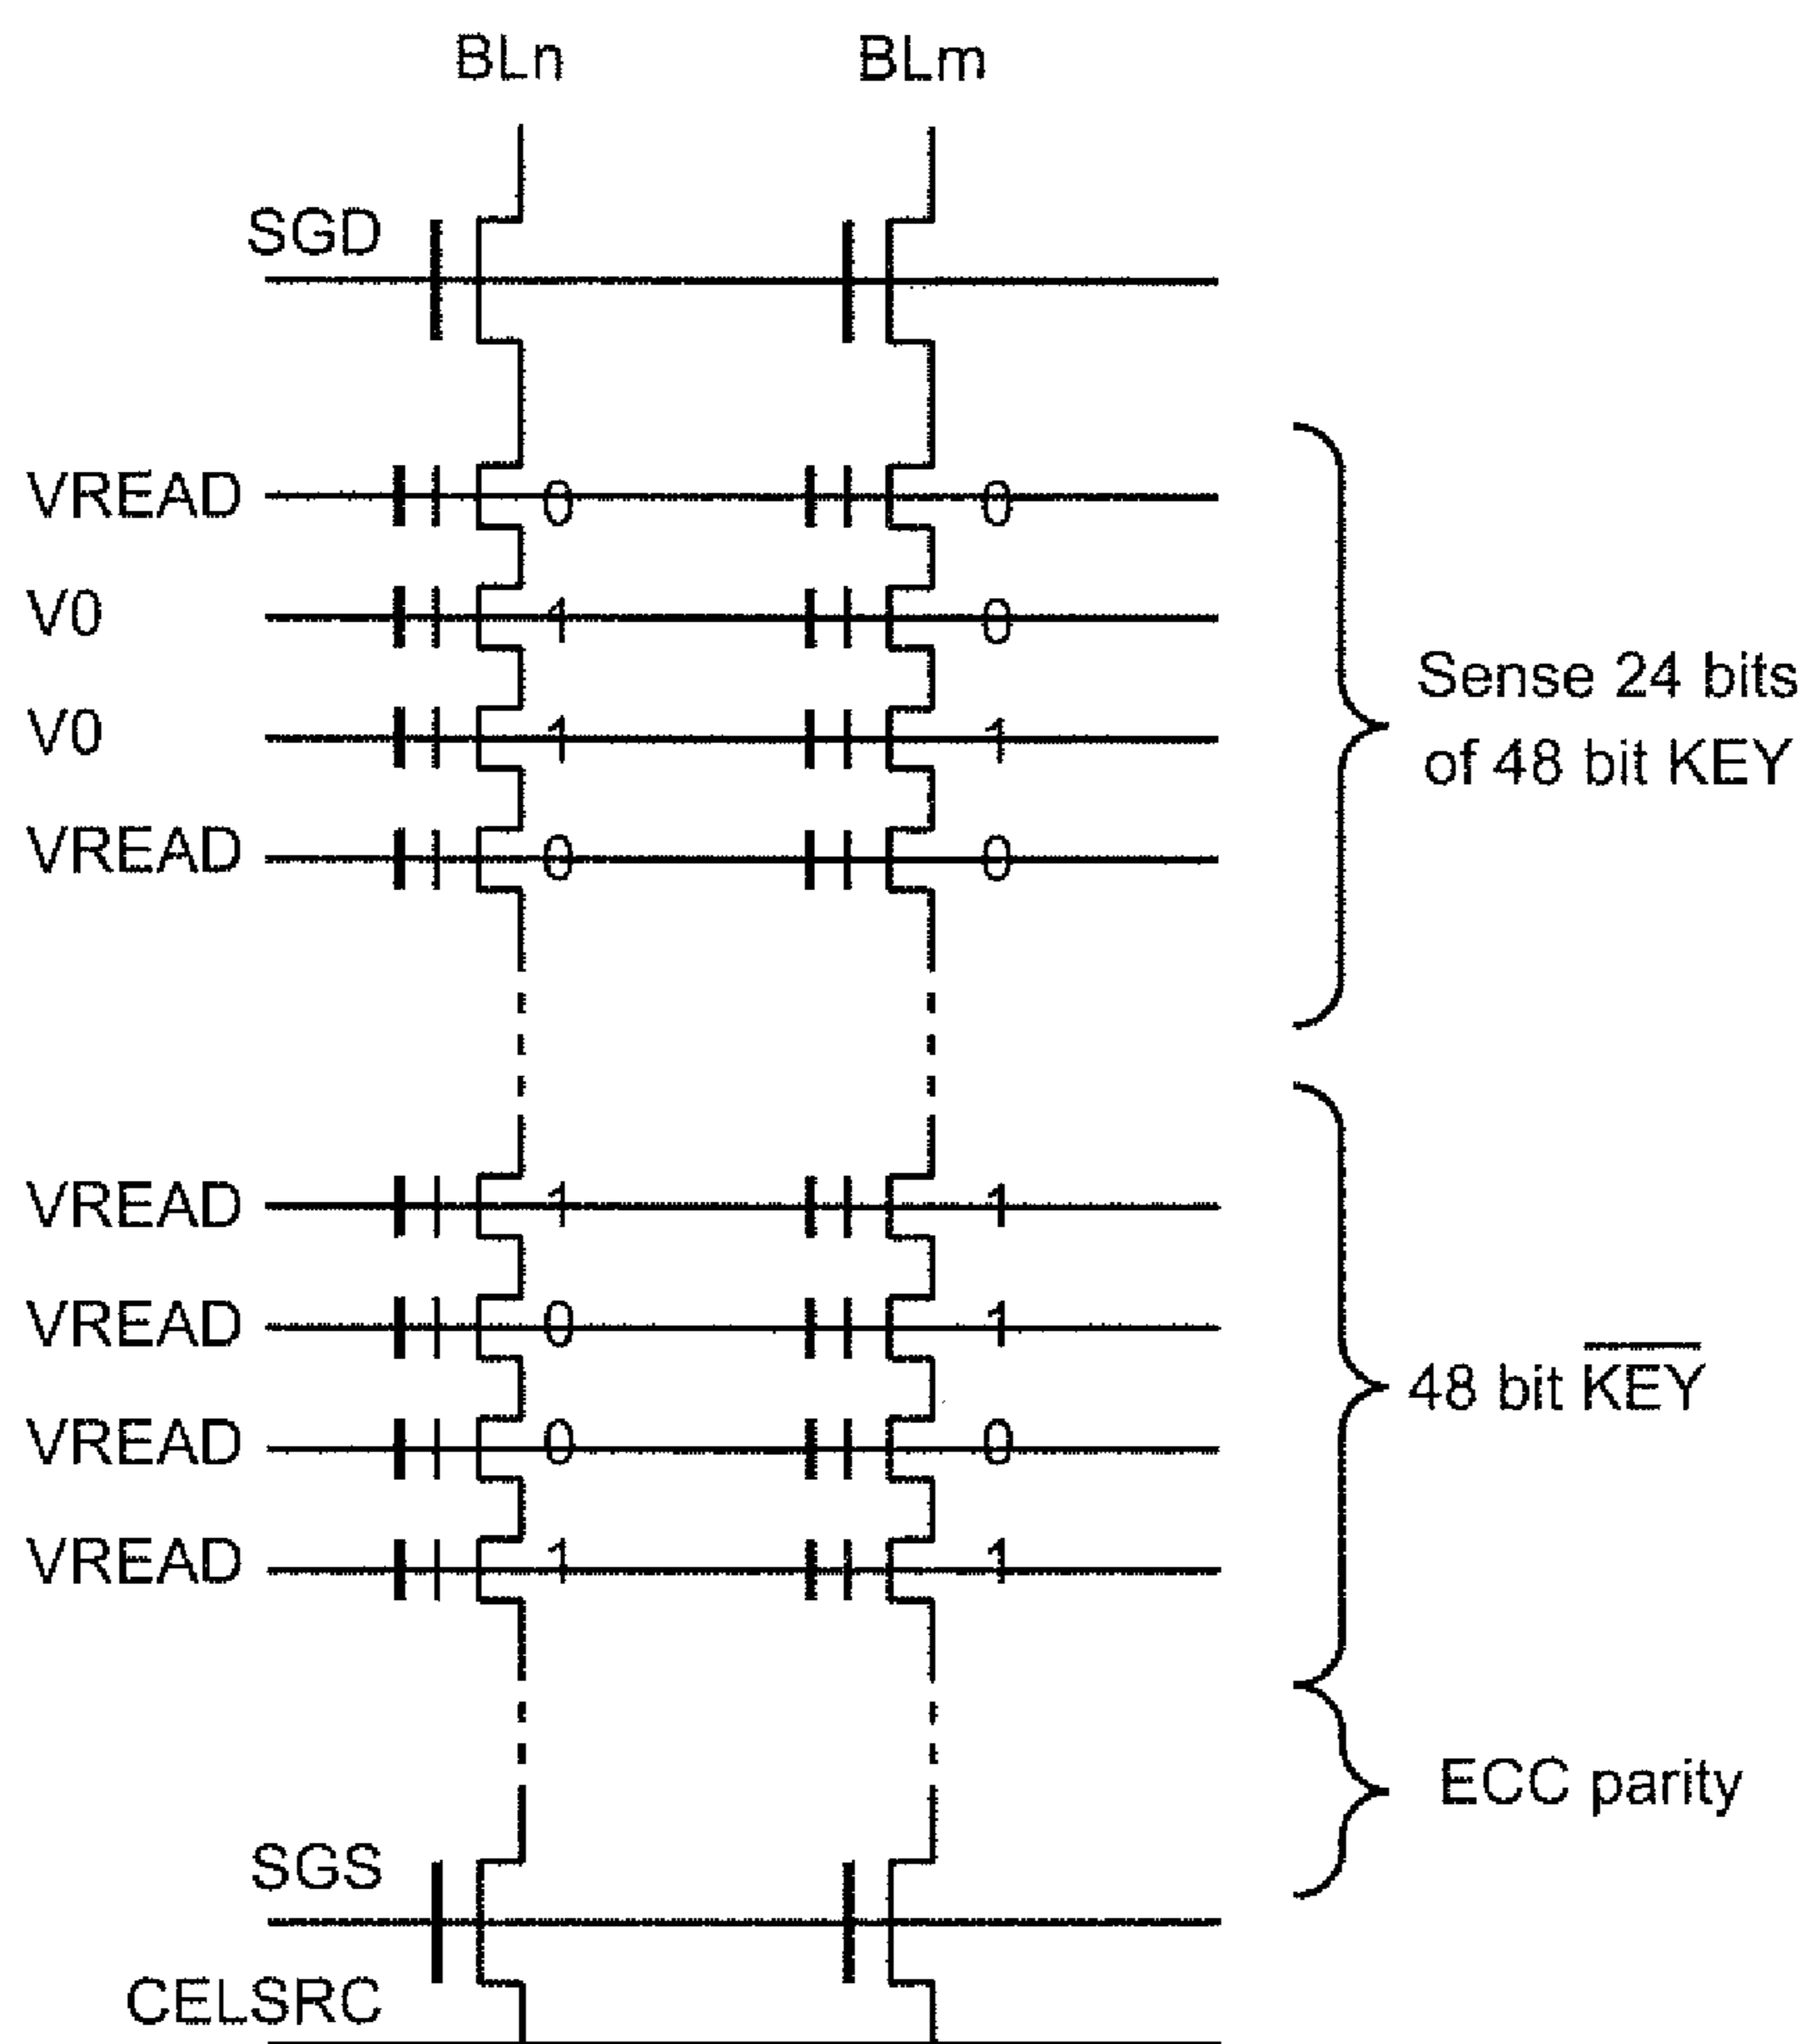 BLn BLm
SGD
VREAD 0 0
V0 1 0
V0 1 1
VREAD 0 0
Sense 24 bits
of 48 bit KEY
VREAD 1 1
VREAD 0 1
VREAD 0 0
VREAD 1 1
48 bit K̅E̅Y̅
ECC parity
SGS
CELSRC